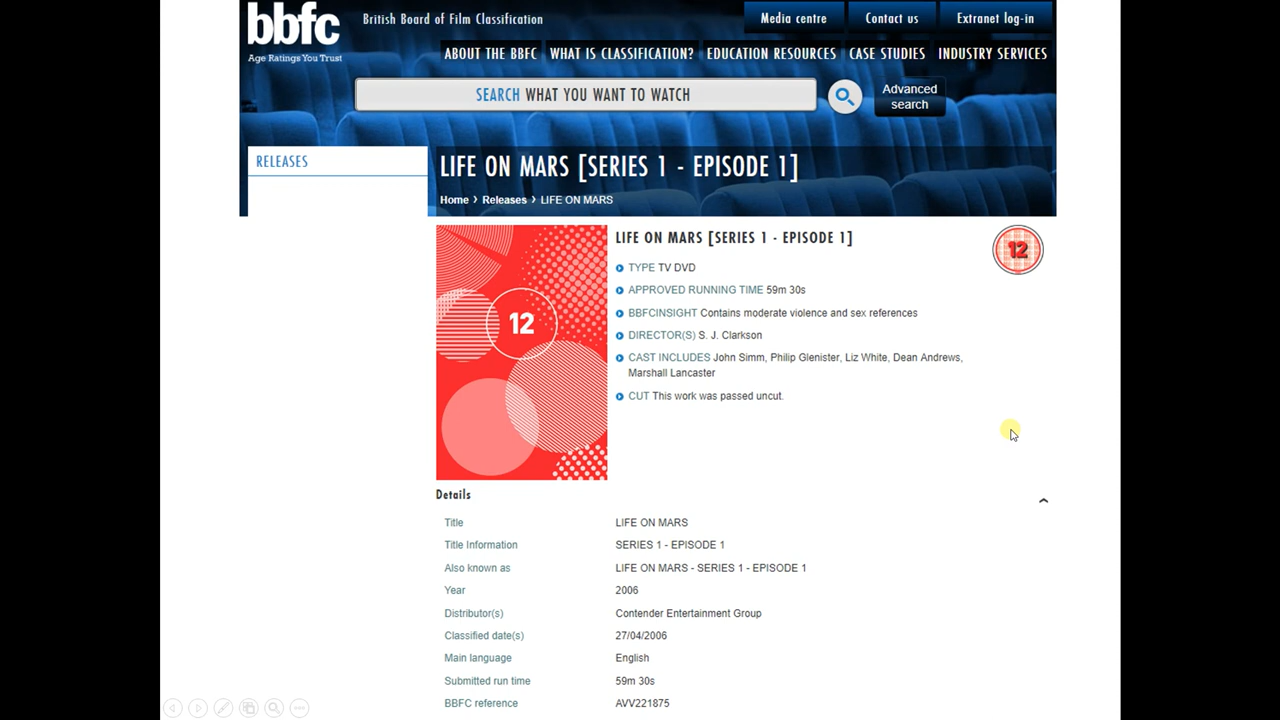 bbfc
Age Ratings You Trust
British Board of Film Classification
Media centre
Contact us
Extranet log-in
ABOUT THE BBFC
WHAT IS CLASSIFICATION?
EDUCATION RESOURCES
CASE STUDIES
INDUSTRY SERVICES
SEARCH WHAT YOU WANT TO WATCH
Advanced
search
RELEASES
LIFE ON MARS [SERIES 1 - EPISODE 1]
Home › Releases › LIFE ON MARS
12
LIFE ON MARS [SERIES 1 - EPISODE 1]
12
TYPE TV DVD
APPROVED RUNNING TIME 59m 30s
BBFCINSIGHT Contains moderate violence and sex references
DIRECTOR(S) S. J. Clarkson
CAST INCLUDES John Simm, Philip Glenister, Liz White, Dean Andrews,
Marshall Lancaster
CUT This work was passed uncut.
Details
Title LIFE ON MARS
Title Information SERIES 1 - EPISODE 1
Also known as LIFE ON MARS - SERIES 1 - EPISODE 1
Year 2006
Distributor(s) Contender Entertainment Group
Classified date(s) 27/04/2006
Main language English
Submitted run time 59m 30s
BBFC reference AVV221875